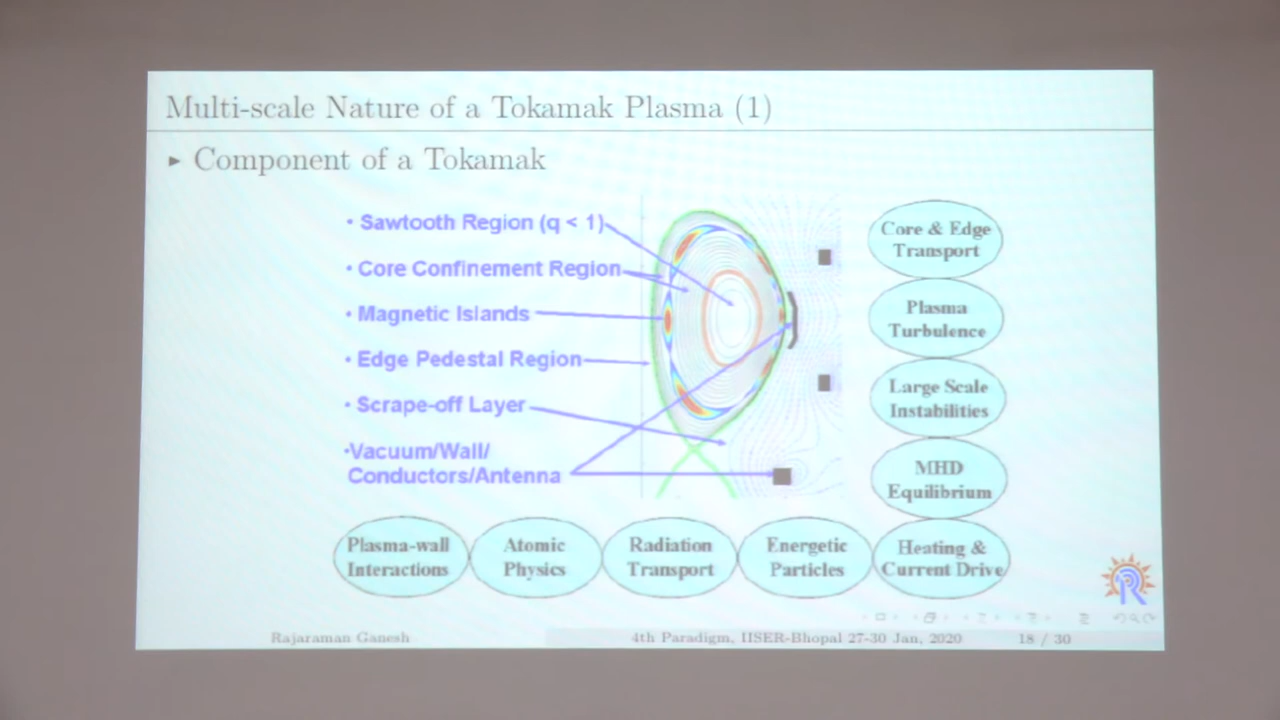 Multi-scale Nature of a Tokamak Plasma (1)
► Component of a Tokamak
• Sawtooth Region (q < 1)
• Core Confinement Region
• Magnetic Islands
• Edge Pedestal Region
• Scrape-off Layer
•Vacuum/Wall/
Conductors/Antenna
Core & Edge
Transport
Plasma
Turbulence
Large Scale
Instabilities
MHD
Equilibrium
Plasma-wall
Interactions
Atomic
Physics
Radiation
Transport
Energetic
Particles
Heating &
Current Drive
Rajaraman Ganesh
4th Paradigm, IISER-Bhopal 27-30 Jan, 2020
18 / 30